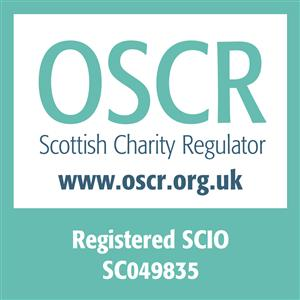 OSCR
Scottish Charity Regulator
www.oscr.org.uk
Registered SCIO
SC049835